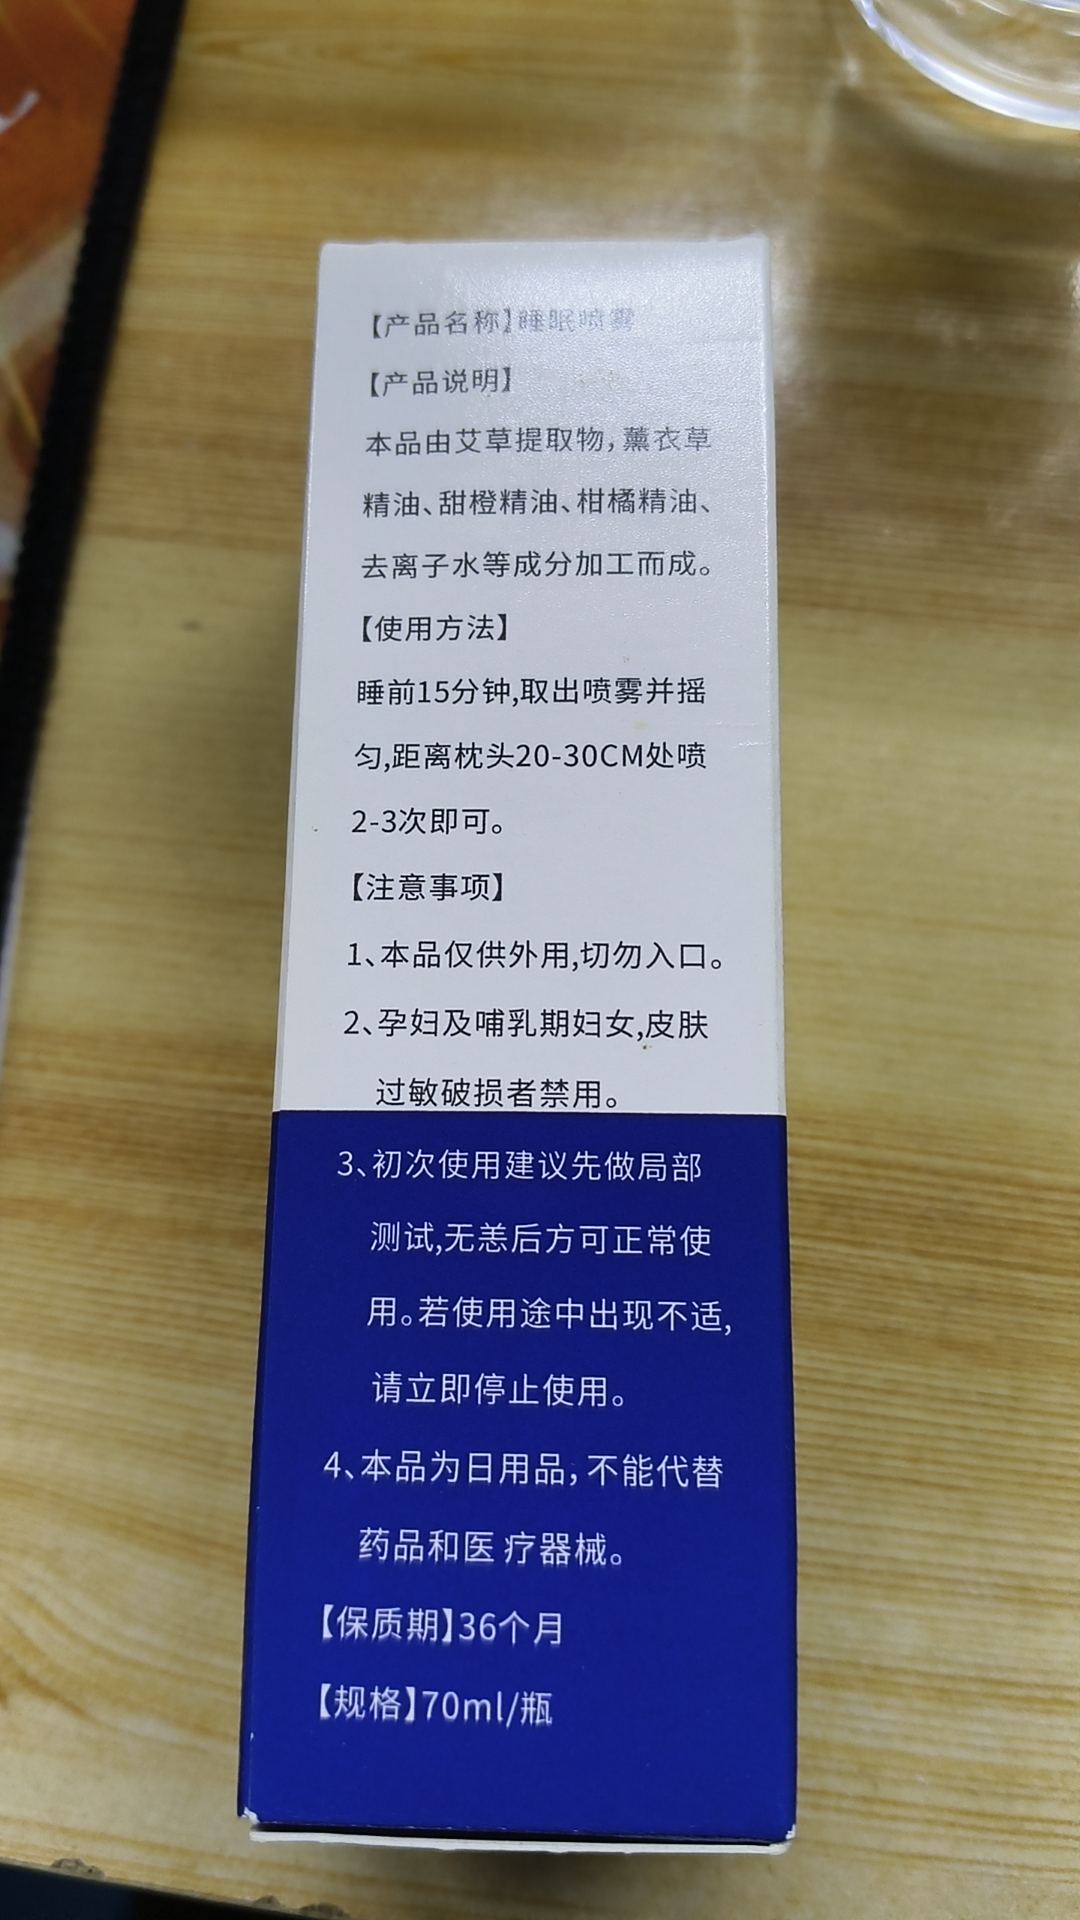 【产品名称】睡眠喷雾
【产品说明】
本品由艾草提取物,薰衣草
精油、甜橙精油、柑橘精油、
去离子水等成分加工而成。
【使用方法】
睡前15分钟,取出喷雾并摇
匀,距离枕头20-30CM处喷
2-3次即可。
【注意事项】
1、本品仅供外用,切勿入口。
2、孕妇及哺乳期妇女,皮肤
过敏破损者禁用。
3、初次使用建议先做局部
测试,无恙后方可正常使
用。若使用途中出现不适,
请立即停止使用。
4、本品为日用品,不能代替
药品和医 疗器械。
【保质期】36个月
【规格】70ml/瓶